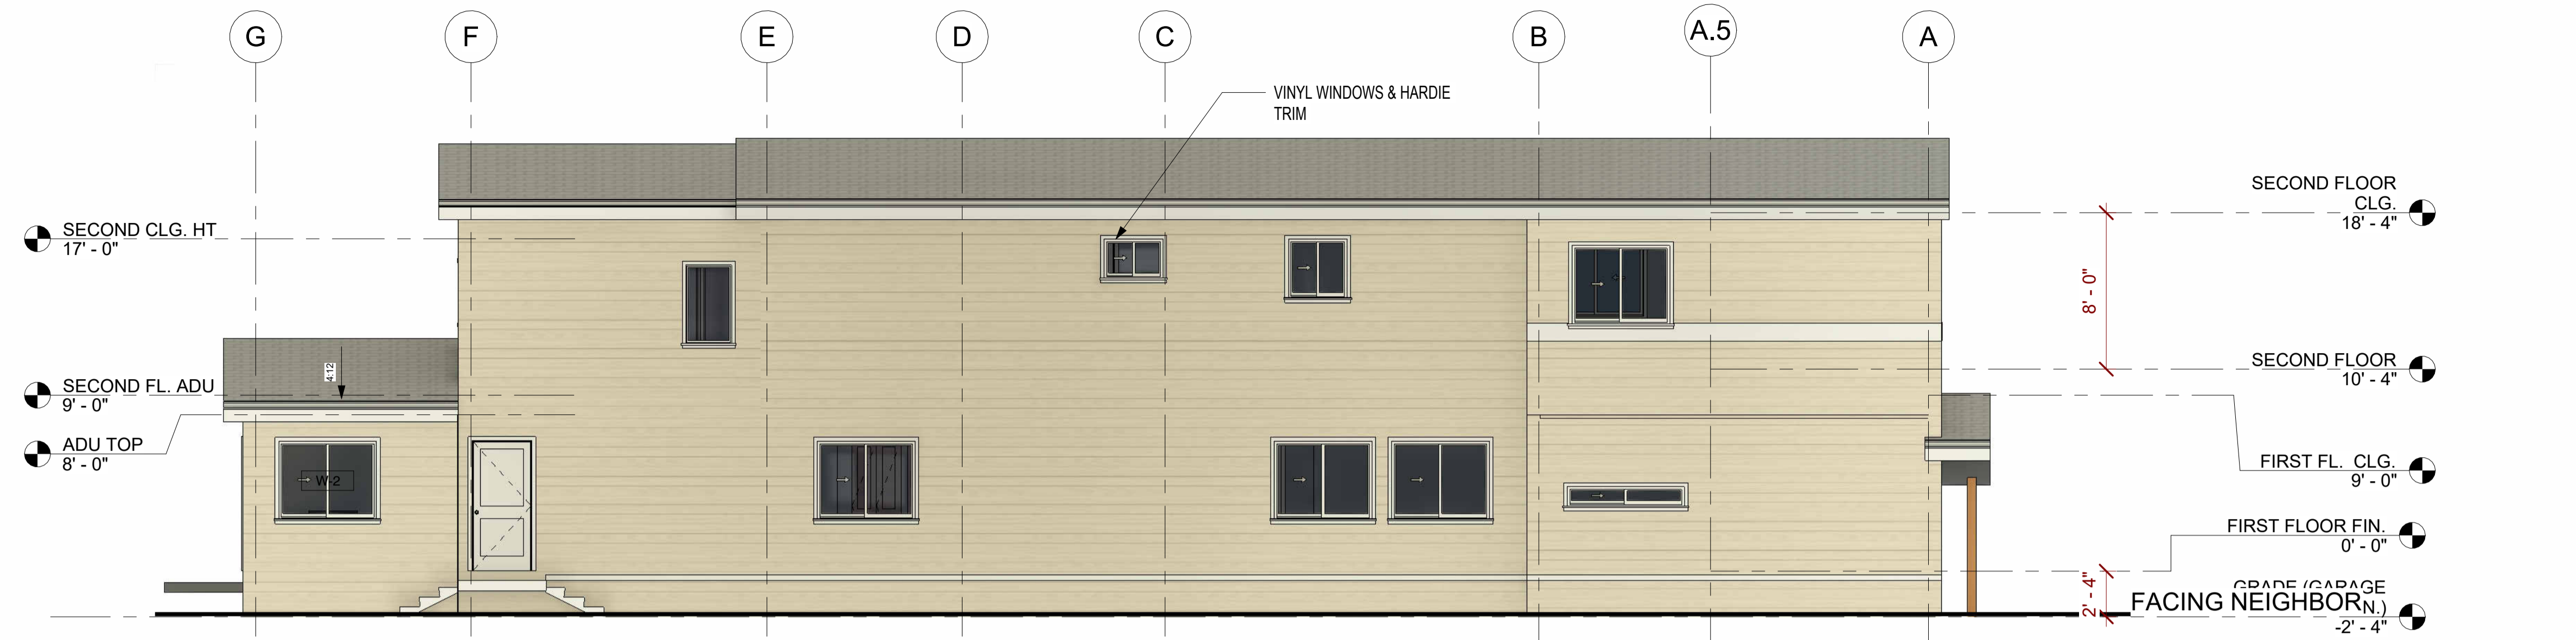 G
F
E
D
C
B
A.5
A
VINYL WINDOWS & HARDIE
TRIM
SECOND CLG. HT
17' - 0"
SECOND FL. ADU
9' - 0"
ADU TOP
8' - 0"
4:12
W-2
SECOND FLOOR
CLG.
18' - 4"
8' - 0"
SECOND FLOOR
10' - 4"
FIRST FL. CLG.
9' - 0"
FIRST FLOOR FIN.
0' - 0"
2' - 4"
GRADE (GARAGE
FACING NEIGHBOR
N.)
-2' - 4"